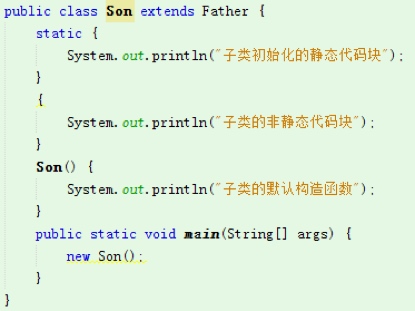 public class Son extends Father {
    static {
        System.out.println("子类初始化的静态代码块");
    }
    {
        System.out.println("子类的非静态代码块");
    }
    Son() {
        System.out.println("子类的默认构造函数");
    }
    public static void main(String[] args) {
        new Son();
    }
}